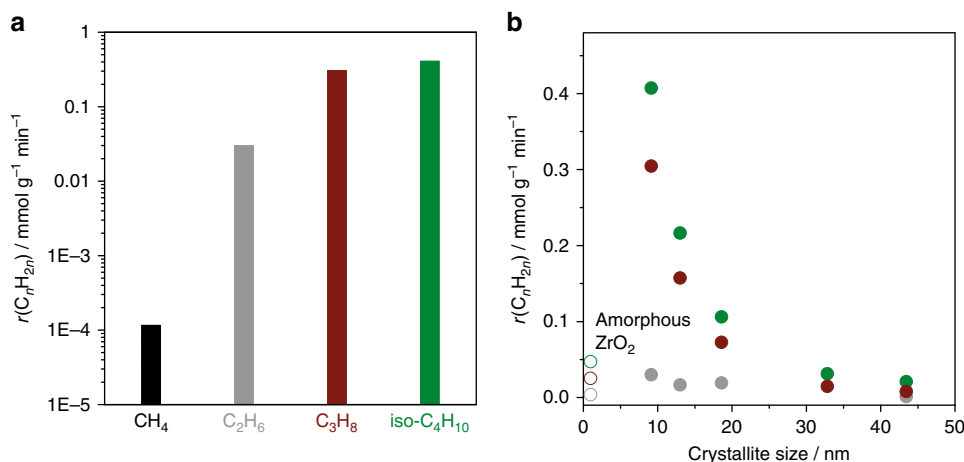 a
r(CₙH₂ₙ) / mmol g⁻¹ min⁻¹
1
0.1
0.01
1E–3
1E–4
1E–5
CH₄
C₂H₆
C₃H₈
iso-C₄H₁₀
b
r(CₙH₂ₙ) / mmol g⁻¹ min⁻¹
0.4
0.3
0.2
0.1
0.0
Amorphous
ZrO₂
0
10
20
30
40
50
Crystallite size / nm